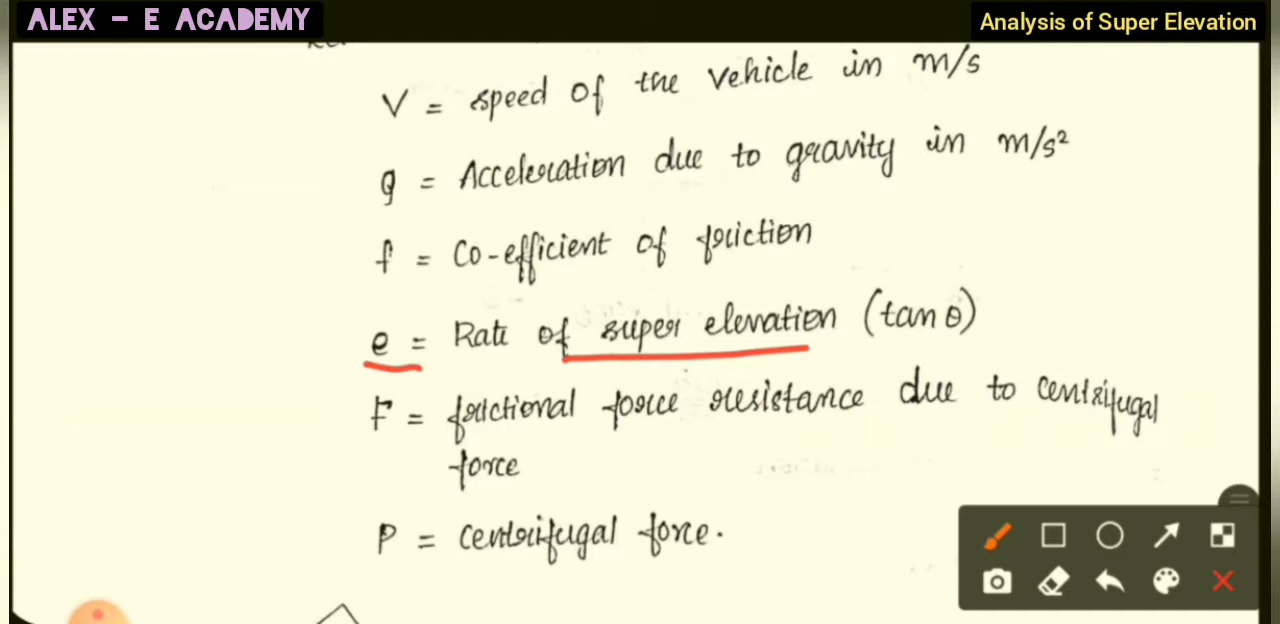 ALEX - E ACADEMY
Analysis of Super Elevation
V = speed of the vehicle in m/s
g = Acceleration due to gravity in m/s²
f = Co-efficient of friction
e = Rate of super elevation (tan θ)
F = frictional force resistance due to centrifugal
force
P = centrifugal force.